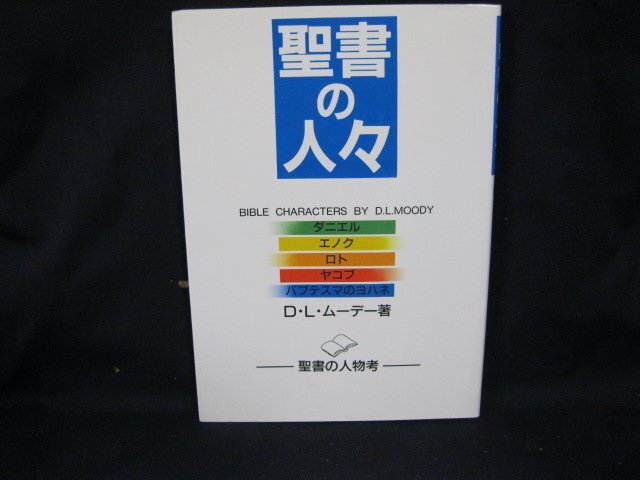 聖書
の
人々
BIBLE CHARACTERS BY D.L.MOODY
ダニエル
エノク
ロト
ヤコブ
バプテスマのヨハネ
D・L・ムーデー著
聖書の人物考